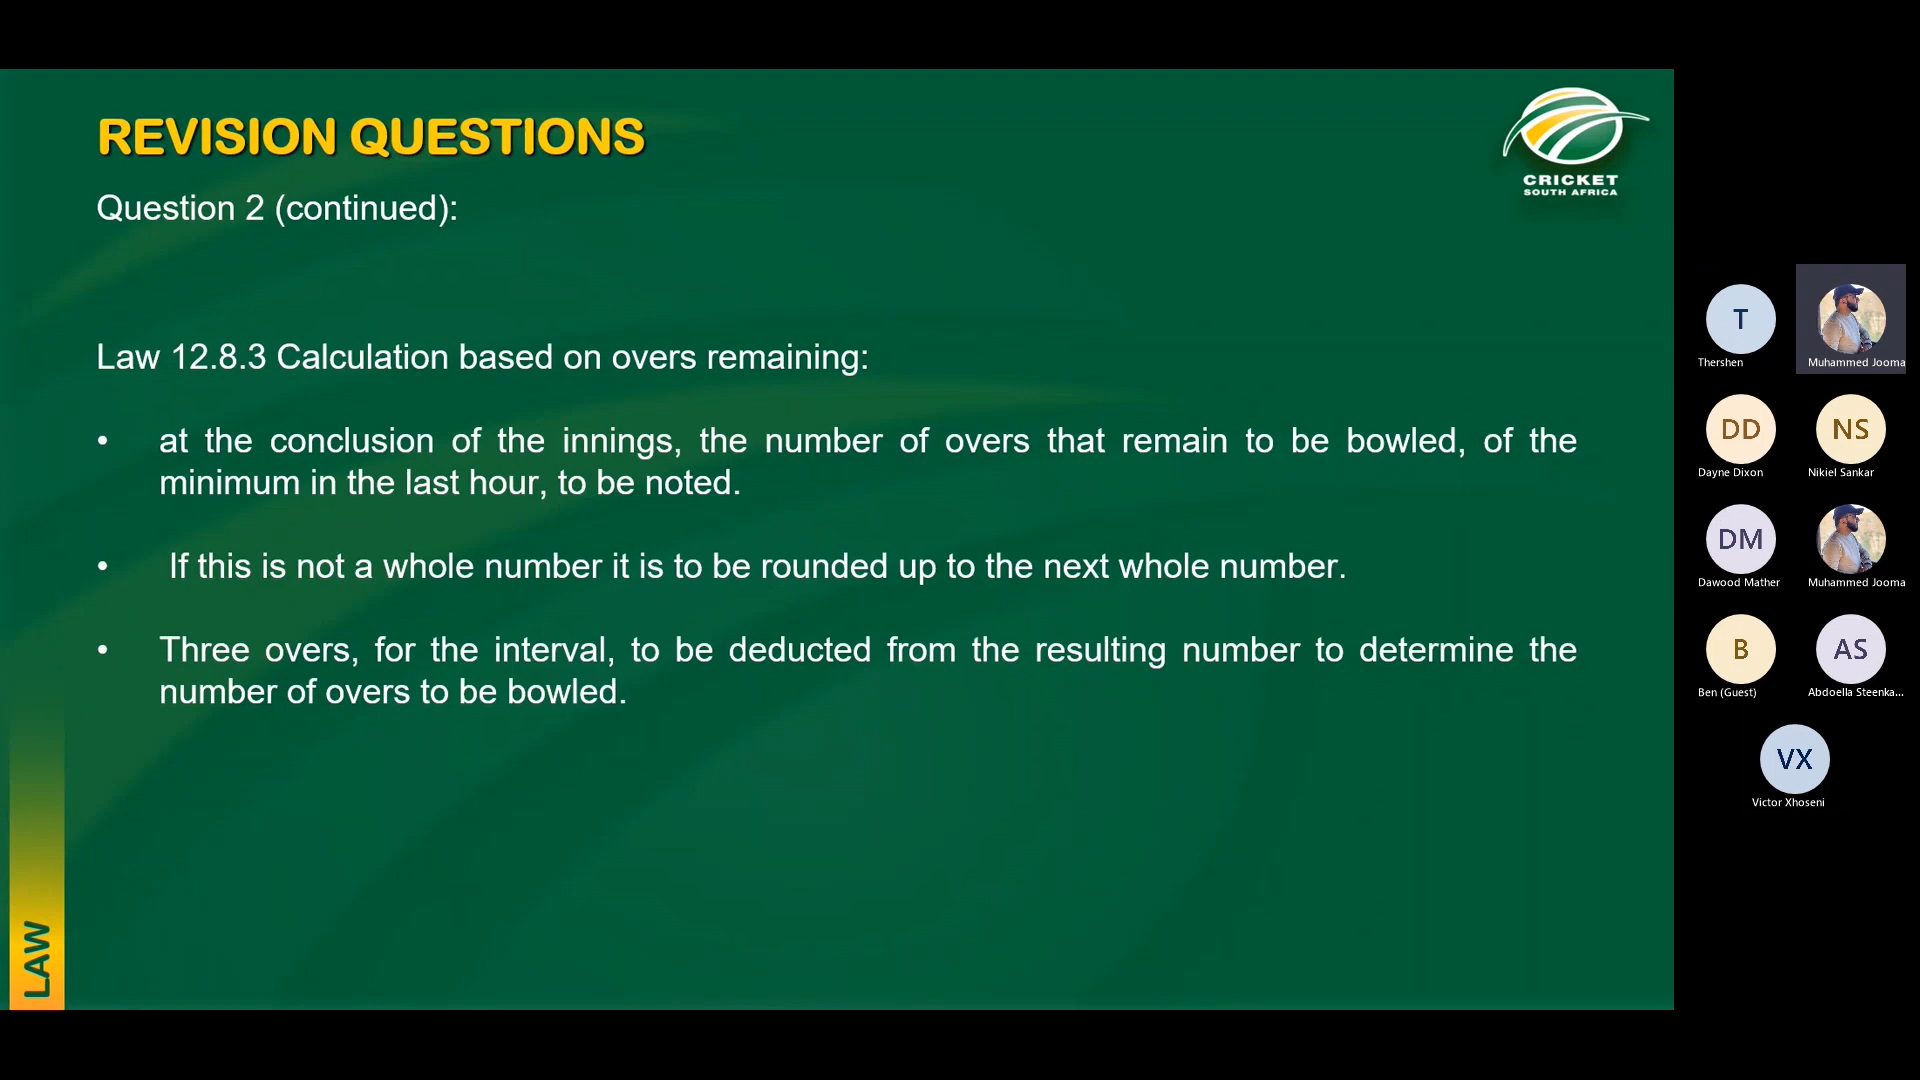 REVISION QUESTIONS
CRICKET
SOUTH AFRICA
Question 2 (continued):
Law 12.8.3 Calculation based on overs remaining:
• at the conclusion of the innings, the number of overs that remain to be bowled, of the
minimum in the last hour, to be noted.
• If this is not a whole number it is to be rounded up to the next whole number.
• Three overs, for the interval, to be deducted from the resulting number to determine the
number of overs to be bowled.
LAW
T
Thershen
Muhammed Jooma
DD
Dayne Dixon
NS
Nikiel Sankar
DM
Dawood Mather
Muhammed Jooma
B
Ben (Guest)
AS
Abdoella Steenka...
VX
Victor Xhoseni